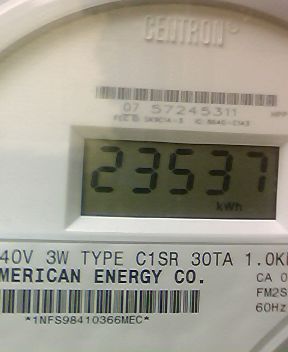 CENTRON®
07 57245311
23537
kWh
40V 3W TYPE C1SR 30TA 1.0K
MERICAN ENERGY CO.
CA 0
FM2S
60Hz
*1NFS98410366MEC*